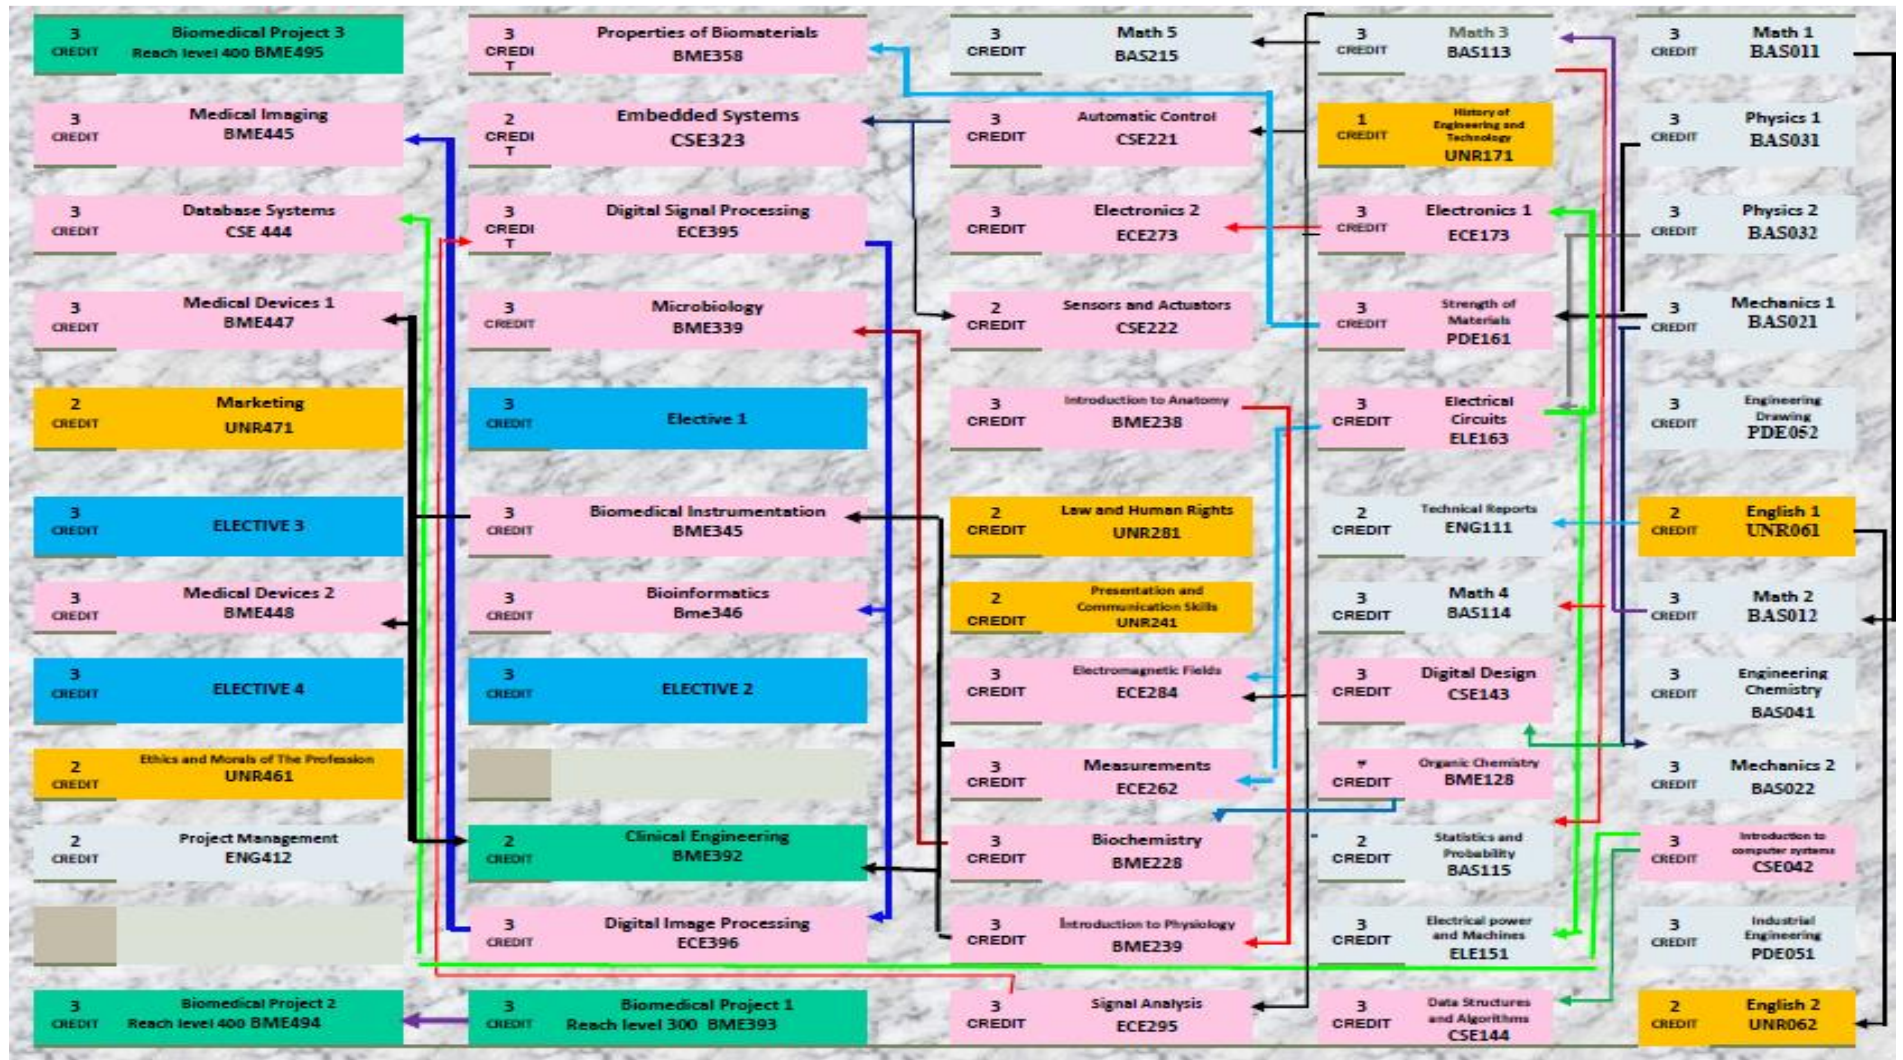 3
CREDIT
Biomedical Project 3
Reach level 400 BME495
3
CREDI
T
Properties of Biomaterials
BME358
3
CREDIT
Math 5
BAS215
3
CREDIT
Math 3
BAS113
3
CREDIT
Math 1
BAS011
3
CREDIT
Medical Imaging
BME445
2
CREDI
T
Embedded Systems
CSE323
3
CREDIT
Automatic Control
CSE221
1
CREDIT
History of
Engineering and
Technology
UNR171
3
CREDIT
Physics 1
BAS031
3
CREDIT
Database Systems
CSE 444
3
CREDI
T
Digital Signal Processing
ECE395
3
CREDIT
Electronics 2
ECE273
3
CREDIT
Electronics 1
ECE173
3
CREDIT
Physics 2
BAS032
3
CREDIT
Medical Devices 1
BME447
3
CREDIT
Microbiology
BME339
2
CREDIT
Sensors and Actuators
CSE222
3
CREDIT
Strength of
Materials
PDE161
3
CREDIT
Mechanics 1
BAS021
2
CREDIT
Marketing
UNR471
3
CREDIT
Elective 1
3
CREDIT
Introduction to Anatomy
BME238
3
CREDIT
Electrical
Circuits
ELE163
3
CREDIT
Engineering
Drawing
PDE052
3
CREDIT
ELECTIVE 3
3
CREDIT
Biomedical Instrumentation
BME345
2
CREDIT
Law and Human Rights
UNR281
2
CREDIT
Technical Reports
ENG111
2
CREDIT
English 1
UNR061
3
CREDIT
Medical Devices 2
BME448
3
CREDIT
Bioinformatics
Bme346
2
CREDIT
Presentation and
Communication Skills
UNR241
3
CREDIT
Math 4
BAS114
3
CREDIT
Math 2
BAS012
3
CREDIT
ELECTIVE 4
3
CREDIT
ELECTIVE 2
3
CREDIT
Electromagnetic Fields
ECE284
3
CREDIT
Digital Design
CSE143
3
CREDIT
Engineering
Chemistry
BAS041
2
CREDIT
Ethics and Morals of The Profession
UNR461
3
CREDIT
Measurements
ECE262
CREDIT
Organic Chemistry
BME128
3
CREDIT
Mechanics 2
BAS022
2
CREDIT
Project Management
ENG412
2
CREDIT
Clinical Engineering
BME392
3
CREDIT
Biochemistry
BME228
2
CREDIT
Statistics and
Probability
BAS115
3
CREDIT
Introduction to
computer systems
CSE042
3
CREDIT
Digital Image Processing
ECE396
3
CREDIT
Introduction to Physiology
BME239
3
CREDIT
Electrical power
and Machines
ELE151
3
CREDIT
Industrial
Engineering
PDE051
3
CREDIT
Biomedical Project 2
Reach level 400 BME494
3
CREDIT
Biomedical Project 1
Reach level 300 BME393
3
CREDIT
Signal Analysis
ECE295
3
CREDIT
Data Structures
and Algorithms
CSE144
2
CREDIT
English 2
UNR062